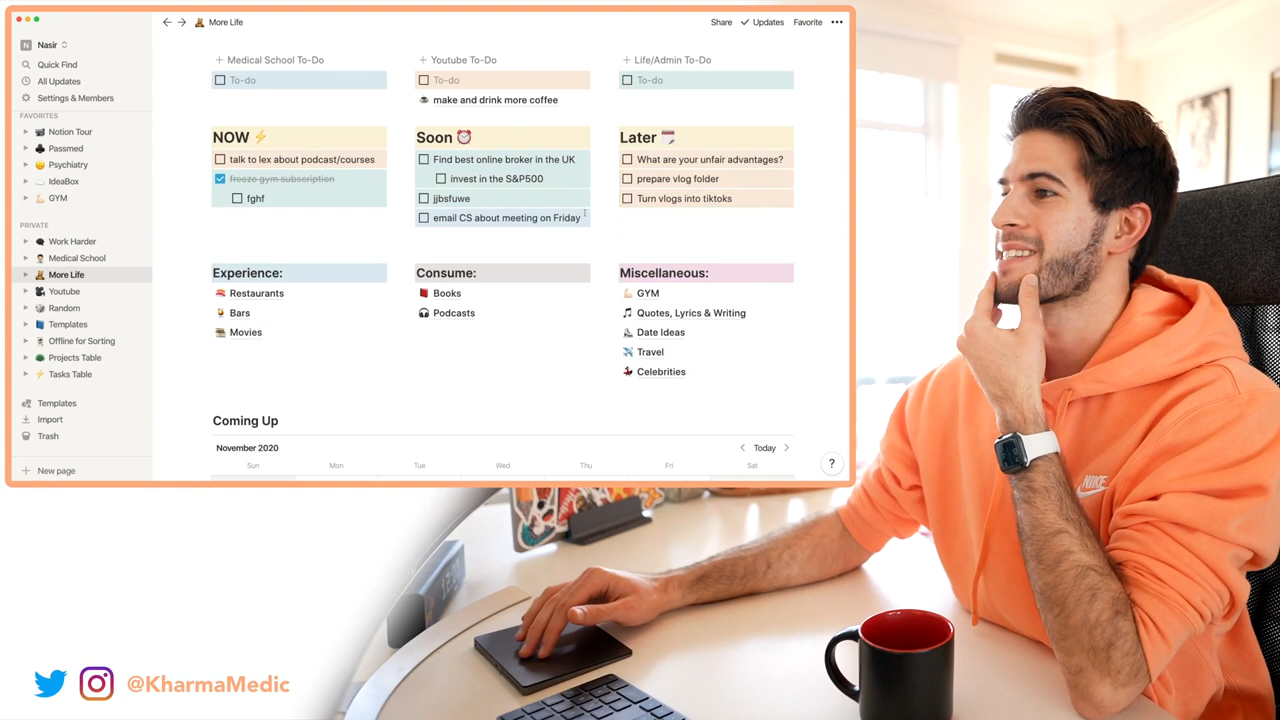 N Nasir
Quick Find
All Updates
Settings & Members
FAVORITES
Notion Tour
Passmed
Psychiatry
IdeaBox
GYM
PRIVATE
Work Harder
Medical School
More Life
Youtube
Random
Templates
Offline for Sorting
Projects Table
Tasks Table
Templates
Import
Trash
New page
More Life
Share Updates Favorite
Medical School To-Do
To-do
Youtube To-Do
To-do
make and drink more coffee
Life/Admin To-Do
To-do
NOW
talk to lex about podcast/courses
freeze gym subscription
fghf
Soon
Find best online broker in the UK
invest in the S&P500
jjbsfuwe
email CS about meeting on Friday
Later
What are your unfair advantages?
prepare vlog folder
Turn vlogs into tiktoks
Experience:
Restaurants
Bars
Movies
Consume:
Books
Podcasts
Miscellaneous:
GYM
Quotes, Lyrics & Writing
Date Ideas
Travel
Celebrities
Coming Up
November 2020 Today
Sun Mon Tue Wed Thu Fri Sat
?
NIKE
@KharmaMedic